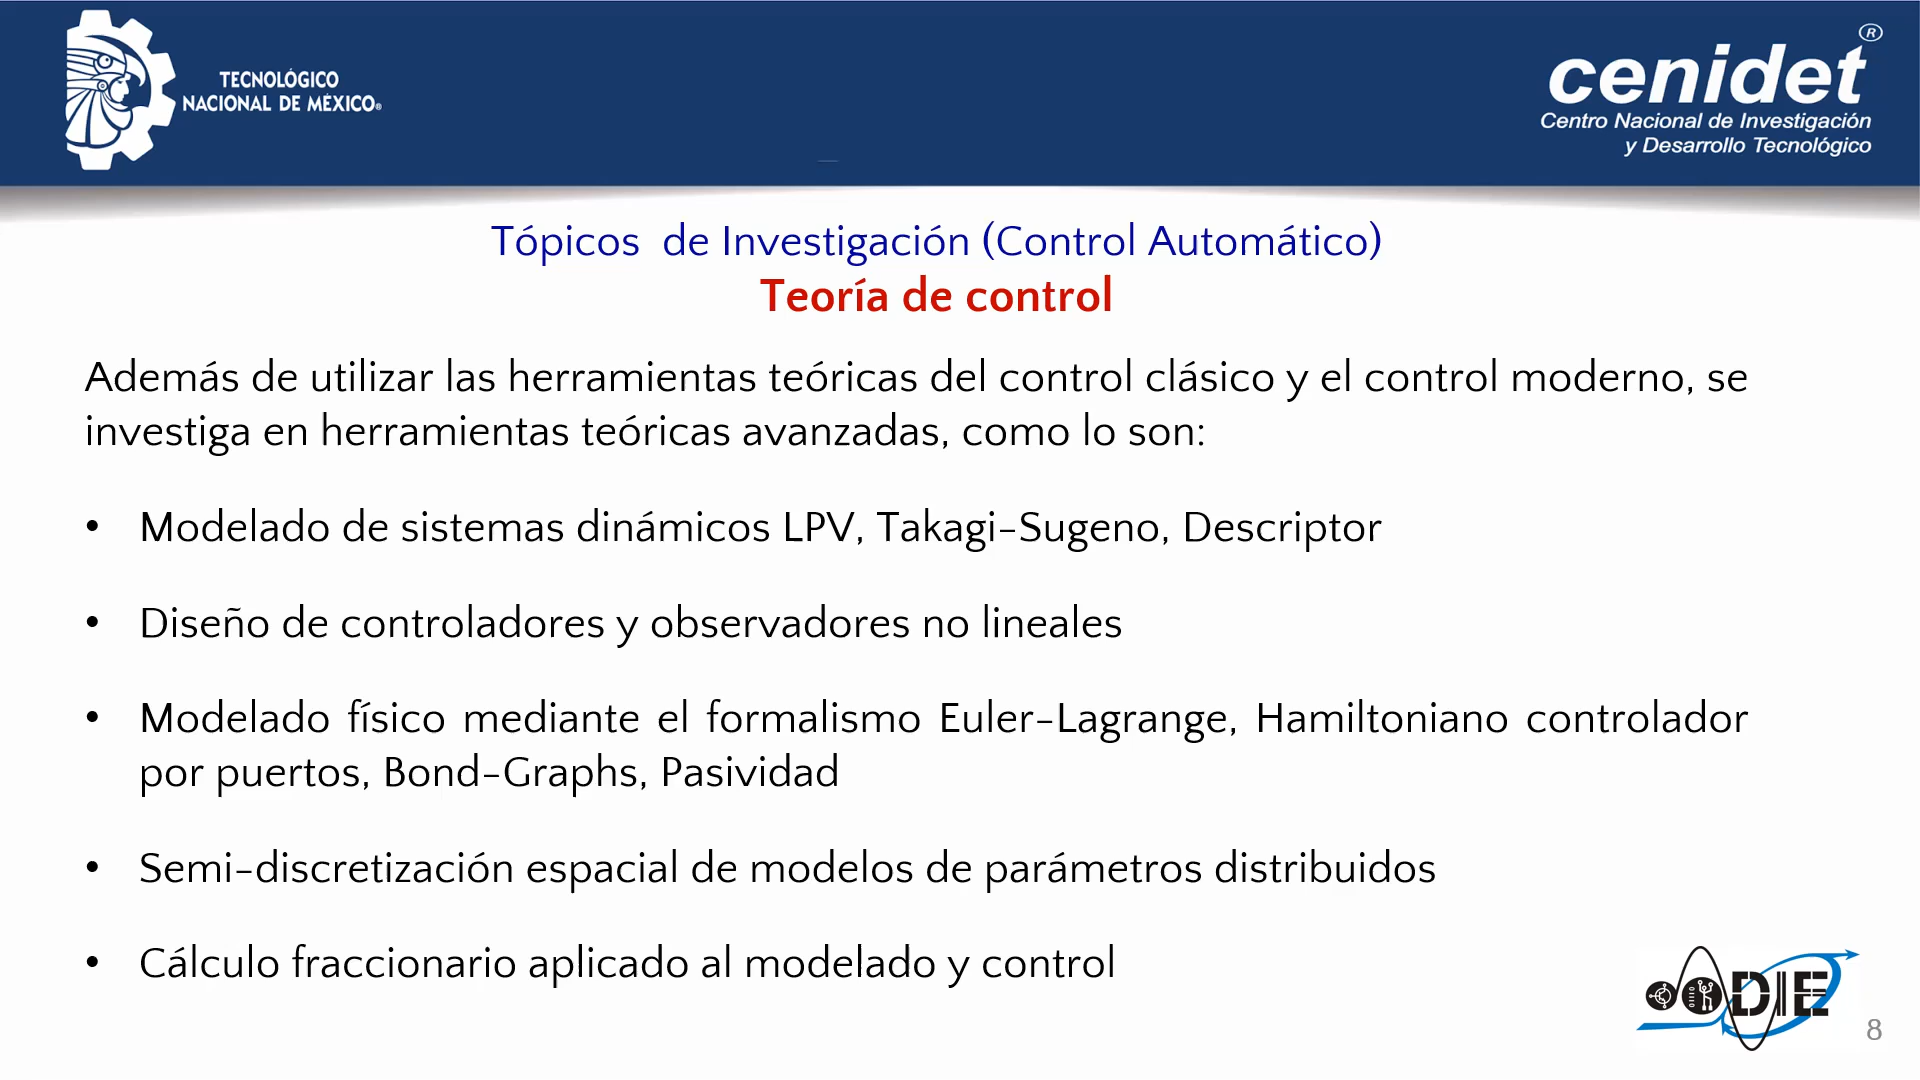 TECNOLÓGICO
NACIONAL DE MÉXICO®
cenidet®
Centro Nacional de Investigación
y Desarrollo Tecnológico
Tópicos de Investigación (Control Automático)
Teoría de control
Además de utilizar las herramientas teóricas del control clásico y el control moderno, se
investiga en herramientas teóricas avanzadas, como lo son:
• Modelado de sistemas dinámicos LPV, Takagi-Sugeno, Descriptor
• Diseño de controladores y observadores no lineales
• Modelado físico mediante el formalismo Euler-Lagrange, Hamiltoniano controlador
por puertos, Bond-Graphs, Pasividad
• Semi-discretización espacial de modelos de parámetros distribuidos
• Cálculo fraccionario aplicado al modelado y control
DIE
8